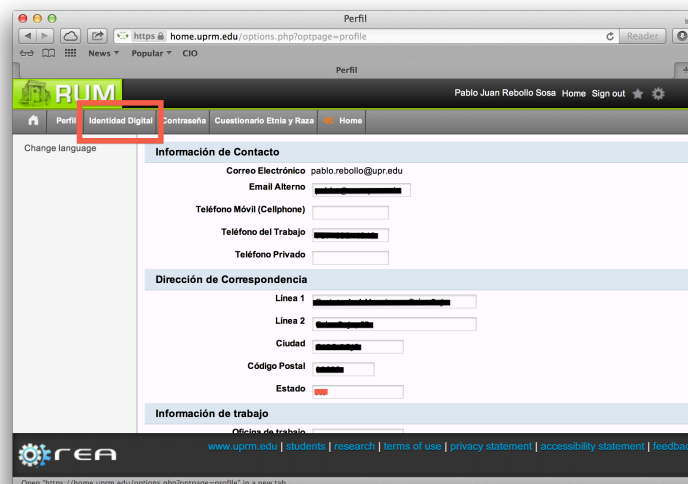 Perfil
https home.uprm.edu/options.php?optpage=profile
Reader
News Popular CIO
Perfil
RUM
Pablo Juan Rebollo Sosa Home Sign out
Perfil Identidad Digital Contraseña Cuestionario Etnia y Raza Home
Change language
Información de Contacto
Correo Electrónico pablo.rebollo@upr.edu
Email Alterno
Teléfono Móvil (Cellphone)
Teléfono del Trabajo
Teléfono Privado
Dirección de Correspondencia
Línea 1
Línea 2
Ciudad
Código Postal
Estado
Información de trabajo
Oficina de trabajo
rea
www.uprm.edu | students | research | terms of use | privacy statement | accessibility statement | feedbac
Open "https://home.uprm.edu/options.php?optpage=profile" in a new tab